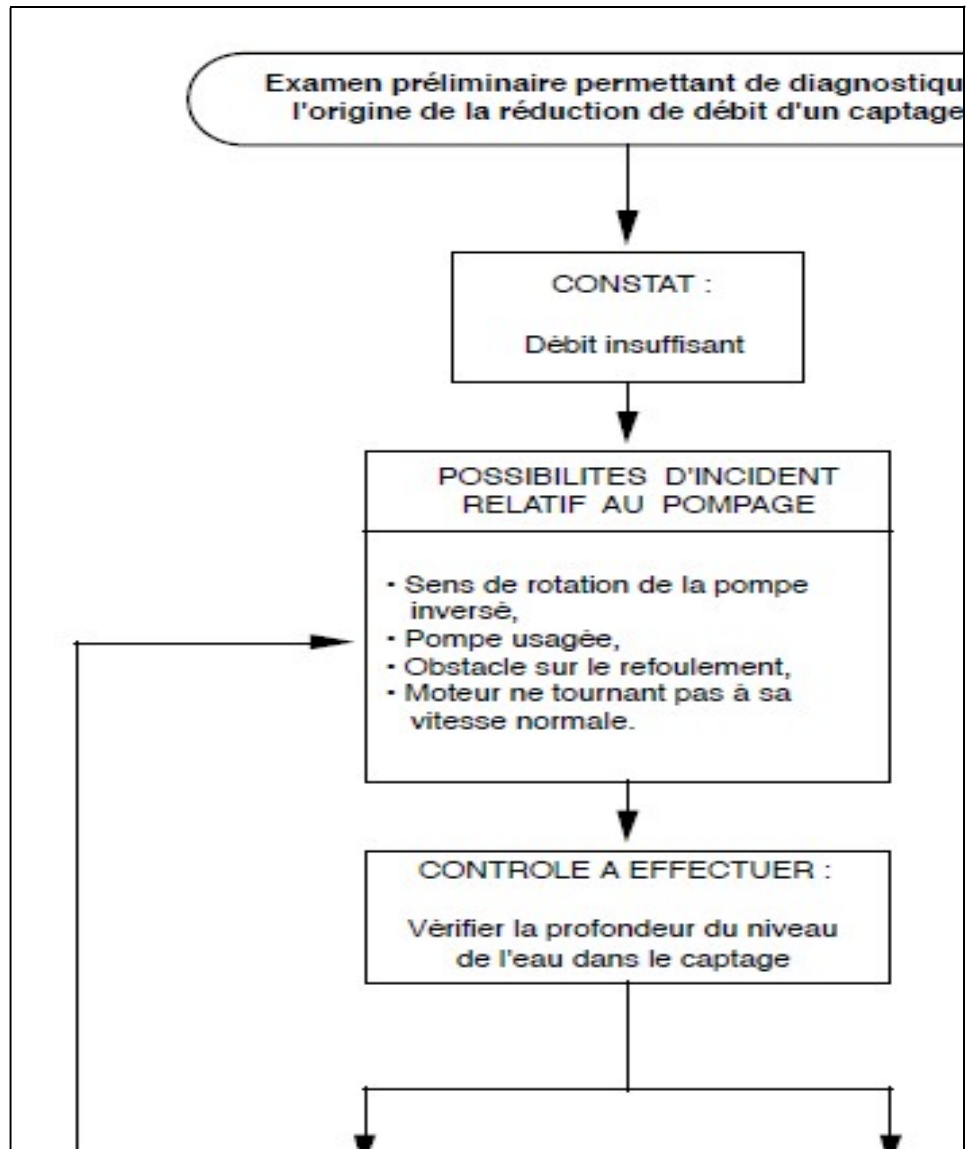 Examen préliminaire permettant de diagnostiqu
l'origine de la réduction de débit d'un captage
CONSTAT :
Débit insuffisant
POSSIBILITES D'INCIDENT
RELATIF AU POMPAGE
• Sens de rotation de la pompe
inversé,
• Pompe usagée,
• Obstacle sur le refoulement,
• Moteur ne tournant pas à sa
vitesse normale.
CONTROLE A EFFECTUER :
Vérifier la profondeur du niveau
de l'eau dans le captage